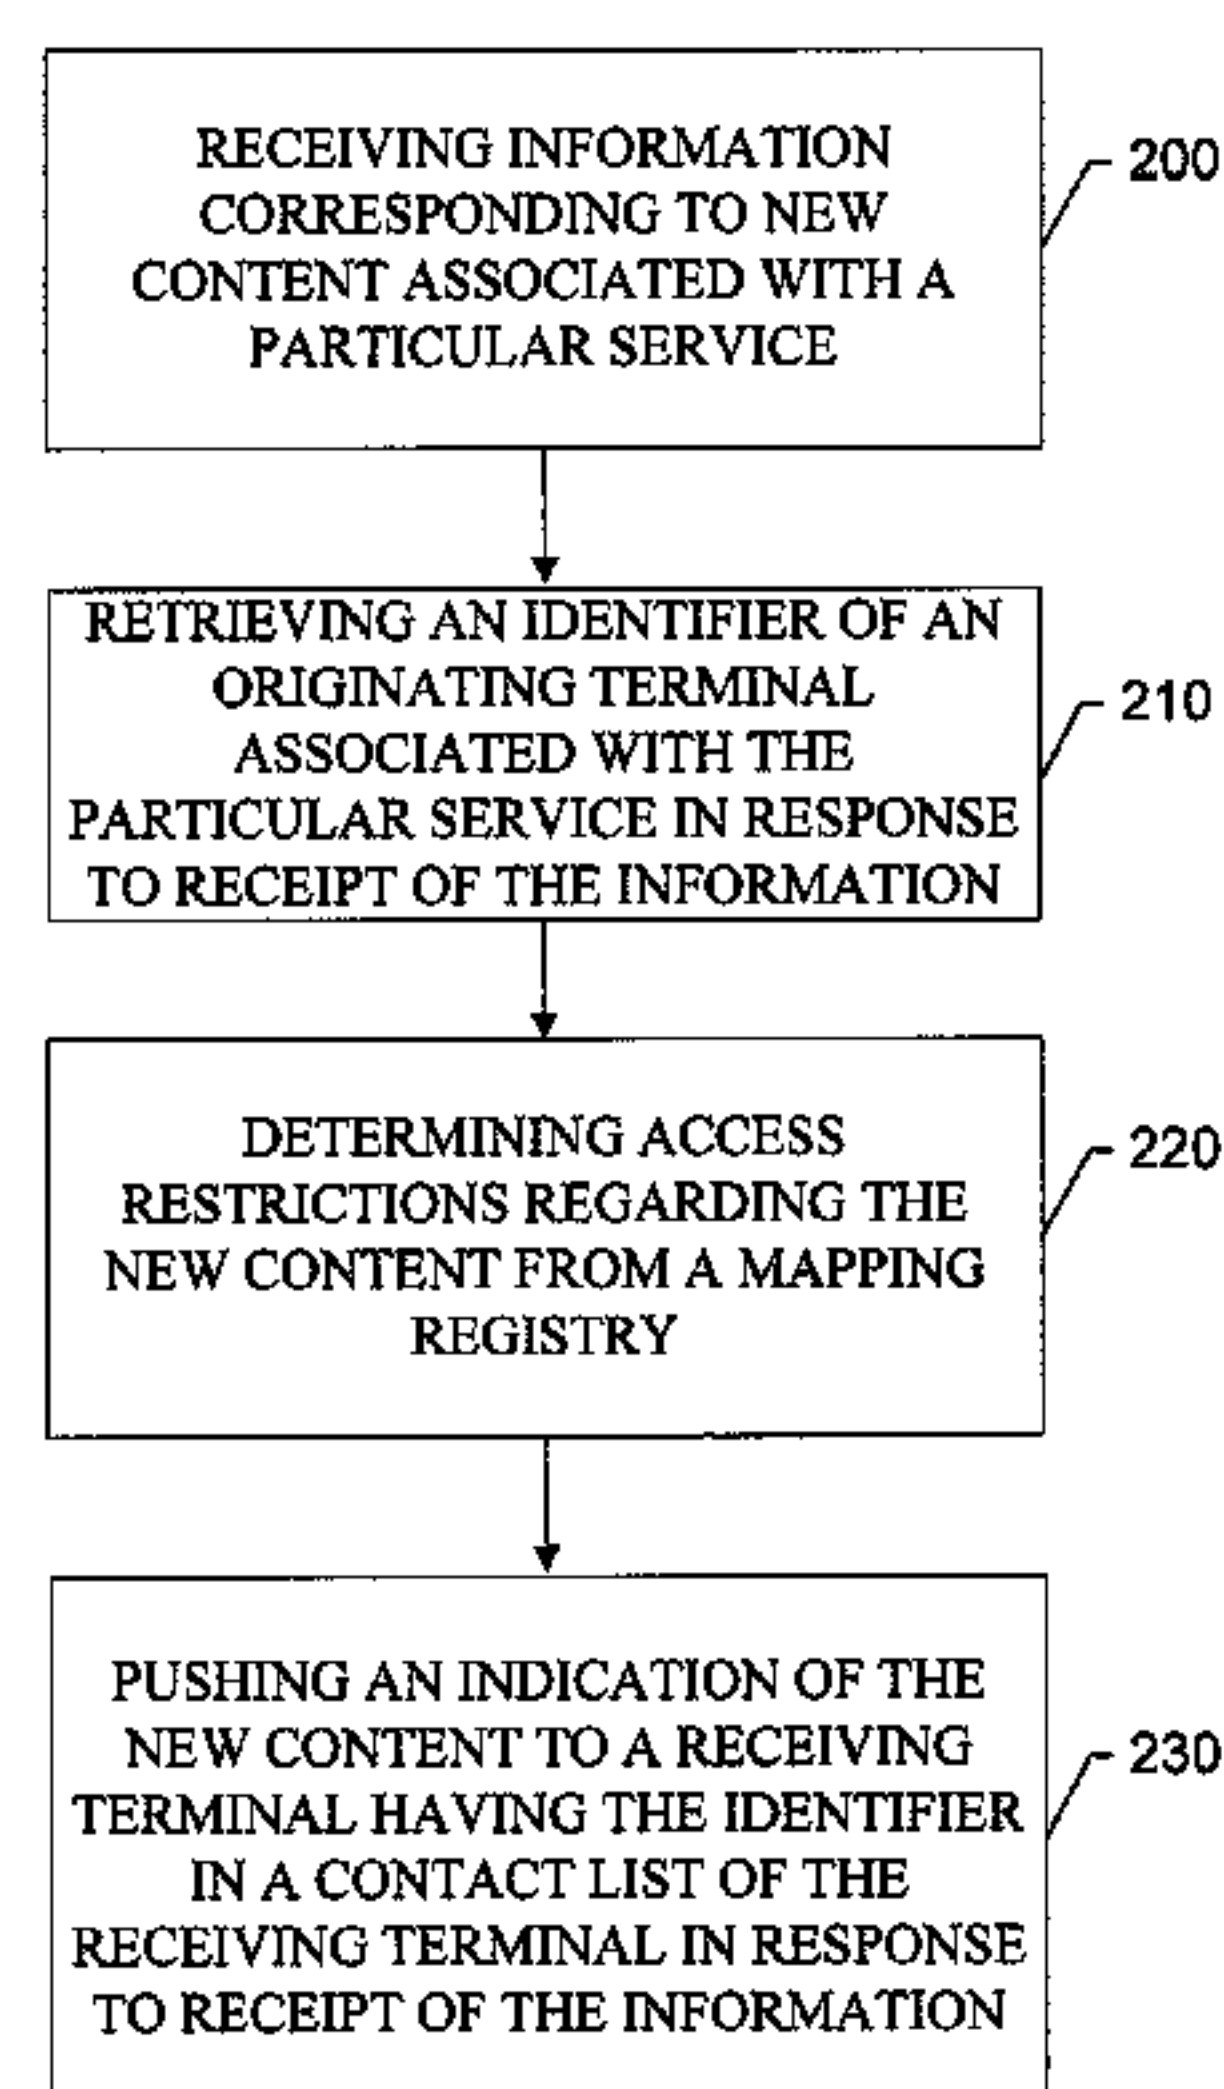 RECEIVING INFORMATION
CORRESPONDING TO NEW
CONTENT ASSOCIATED WITH A
PARTICULAR SERVICE
200
RETRIEVING AN IDENTIFIER OF AN
ORIGINATING TERMINAL
ASSOCIATED WITH THE
PARTICULAR SERVICE IN RESPONSE
TO RECEIPT OF THE INFORMATION
210
DETERMINING ACCESS
RESTRICTIONS REGARDING THE
NEW CONTENT FROM A MAPPING
REGISTRY
220
PUSHING AN INDICATION OF THE
NEW CONTENT TO A RECEIVING
TERMINAL HAVING THE IDENTIFIER
IN A CONTACT LIST OF THE
RECEIVING TERMINAL IN RESPONSE
TO RECEIPT OF THE INFORMATION
230